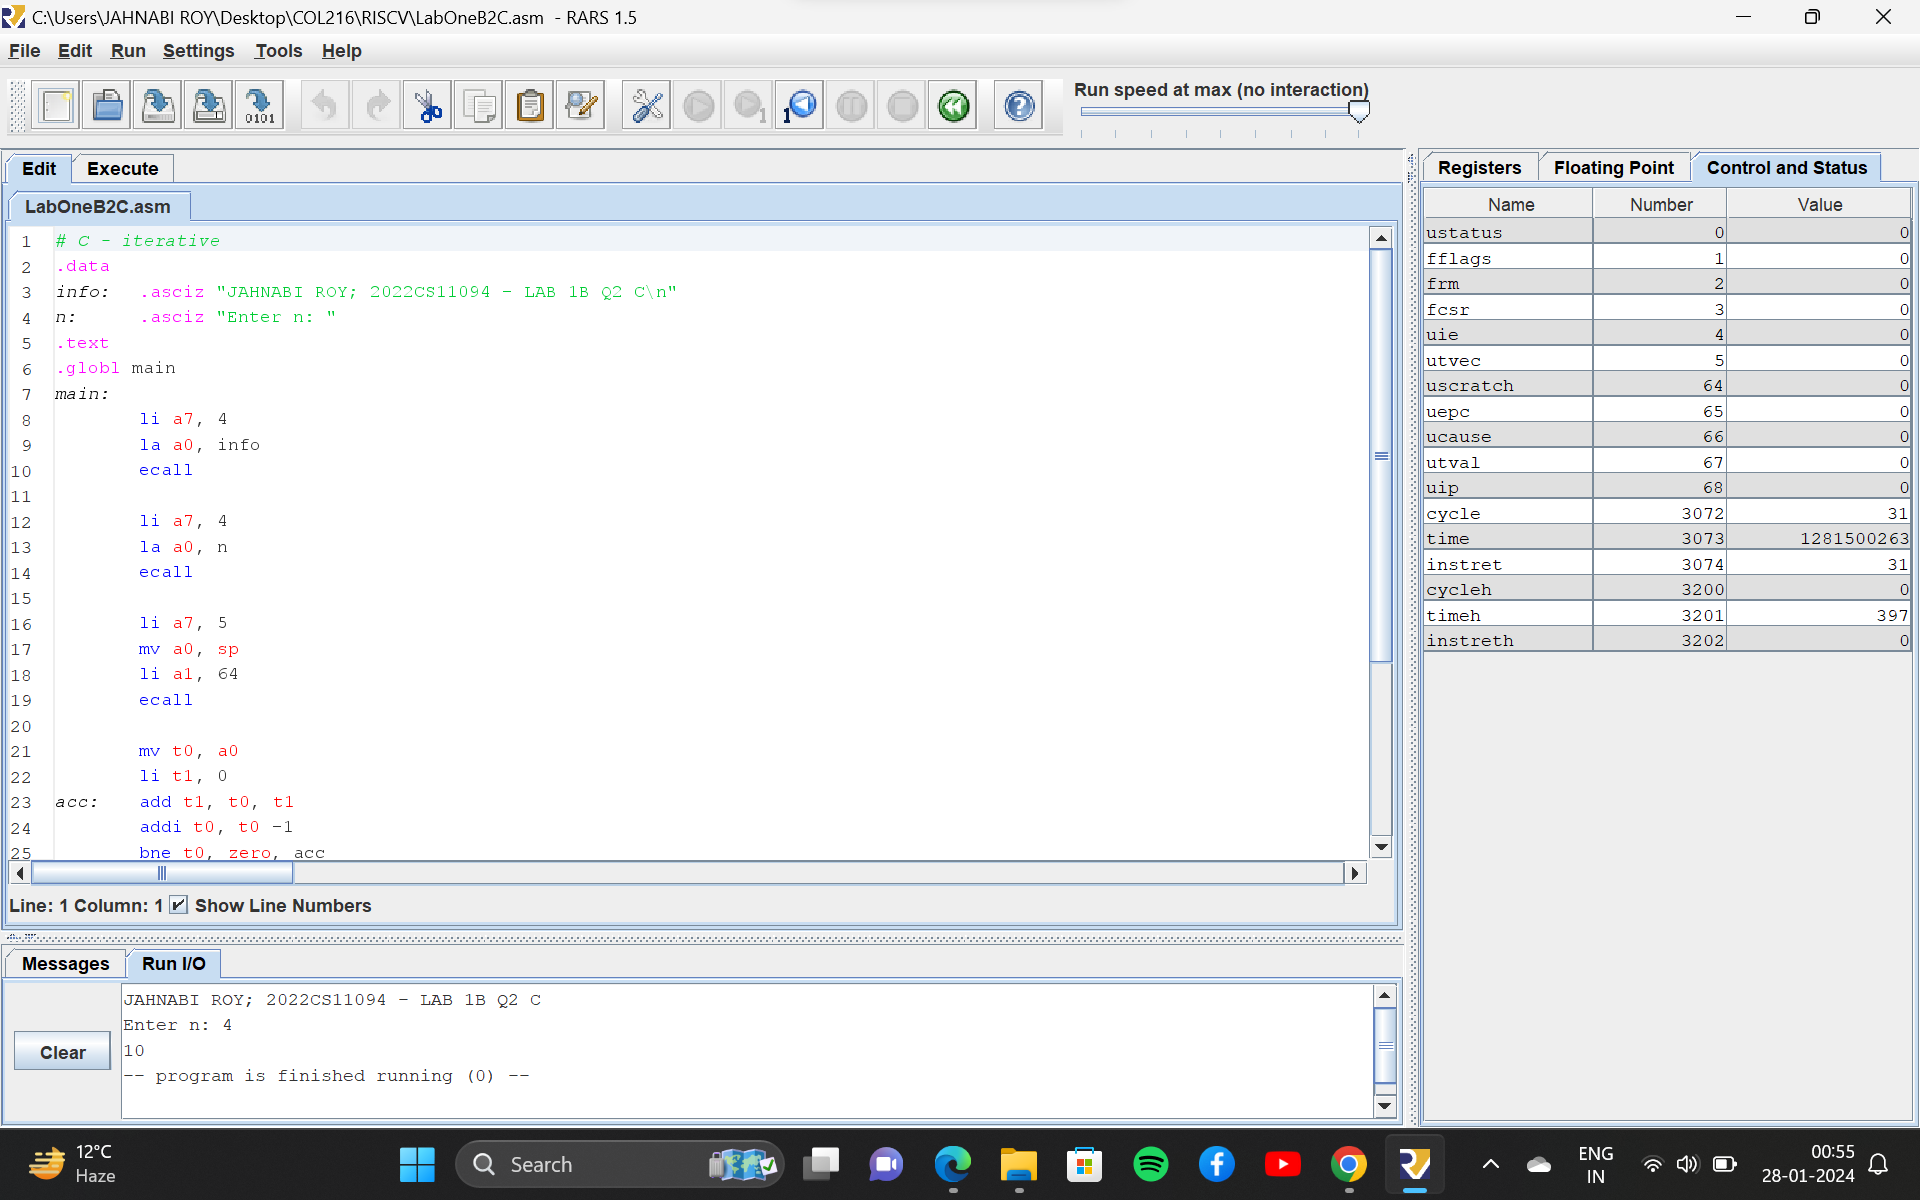 C:\Users\JAHNABI ROY\Desktop\COL216\RISCV\LabOneB2C.asm - RARS 1.5
File Edit Run Settings Tools Help
0101
1
1
Run speed at max (no interaction)
Edit Execute
LabOneB2C.asm
1 # C - iterative
2 .data
3 info: .asciz "JAHNABI ROY; 2022CS11094 - LAB 1B Q2 C\n"
4 n: .asciz "Enter n: "
5 .text
6 .globl main
7 main:
8 li a7, 4
9 la a0, info
10 ecall
11
12 li a7, 4
13 la a0, n
14 ecall
15
16 li a7, 5
17 mv a0, sp
18 li a1, 64
19 ecall
20
21 mv t0, a0
22 li t1, 0
23 acc: add t1, t0, t1
24 addi t0, t0 -1
25 bne t0, zero, acc
Line: 1 Column: 1 Show Line Numbers
Messages Run I/O
Clear
JAHNABI ROY; 2022CS11094 - LAB 1B Q2 C
Enter n: 4
10
-- program is finished running (0) --
Registers Floating Point Control and Status
Name Number Value
ustatus 0 0
fflags 1 0
frm 2 0
fcsr 3 0
uie 4 0
utvec 5 0
uscratch 64 0
uepc 65 0
ucause 66 0
utval 67 0
uip 68 0
cycle 3072 31
time 3073 1281500263
instret 3074 31
cycleh 3200 0
timeh 3201 397
instreth 3202 0
12°C
Haze
Search
ENG
IN
00:55
28-01-2024